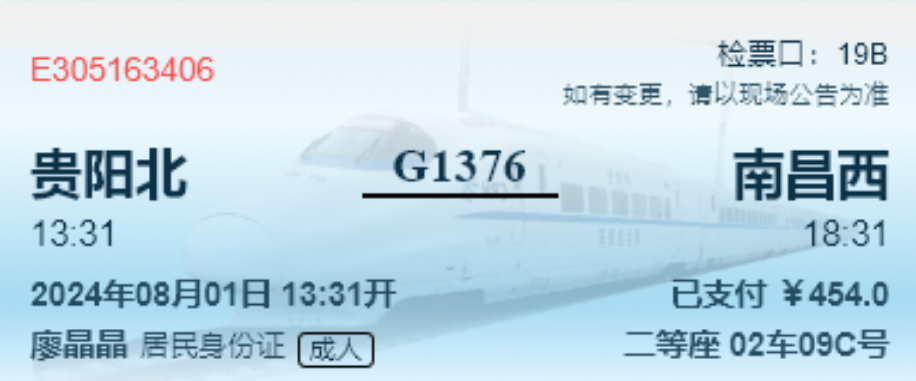 检票口：19B
E305163406
如有变更，请以现场公告为准
贵阳北 G1376 南昌西
13:31 18:31
2024年08月01日 13:31开 已支付 ￥454.0
廖晶晶 居民身份证 成人 二等座 02车09C号